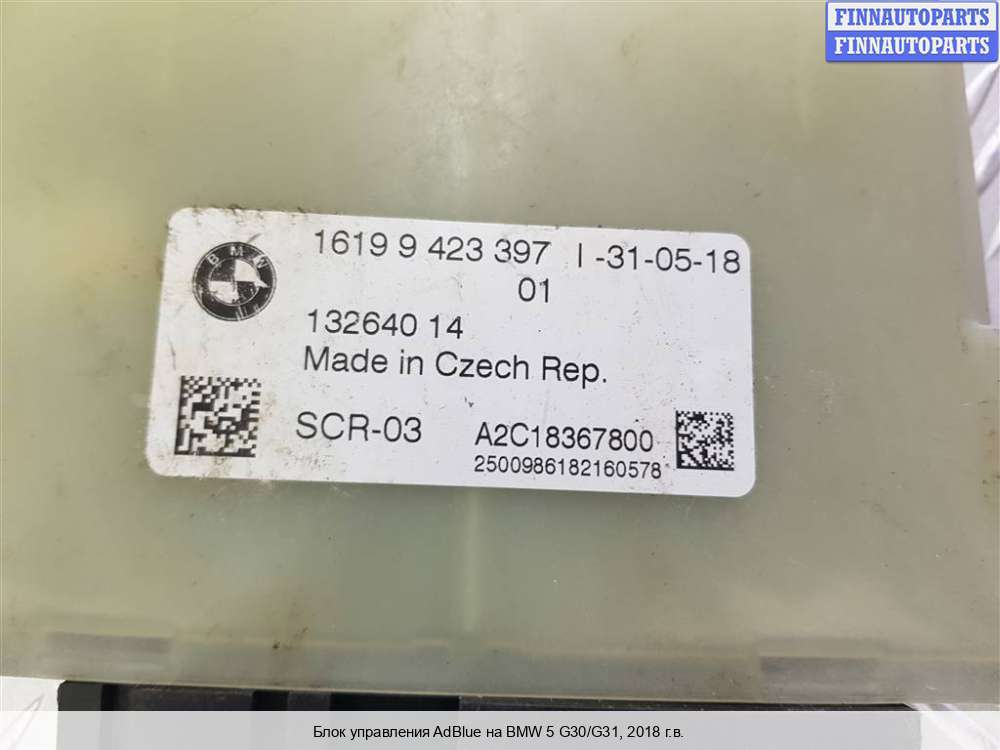 FINNAUTOPARTS
FINNAUTOPARTS
BMW
1619 9 423 397 I -31-05-18
01
132640 14
Made in Czech Rep.
SCR-03 A2C18367800
2500986182160578
Блок управления AdBlue на BMW 5 G30/G31, 2018 г.в.